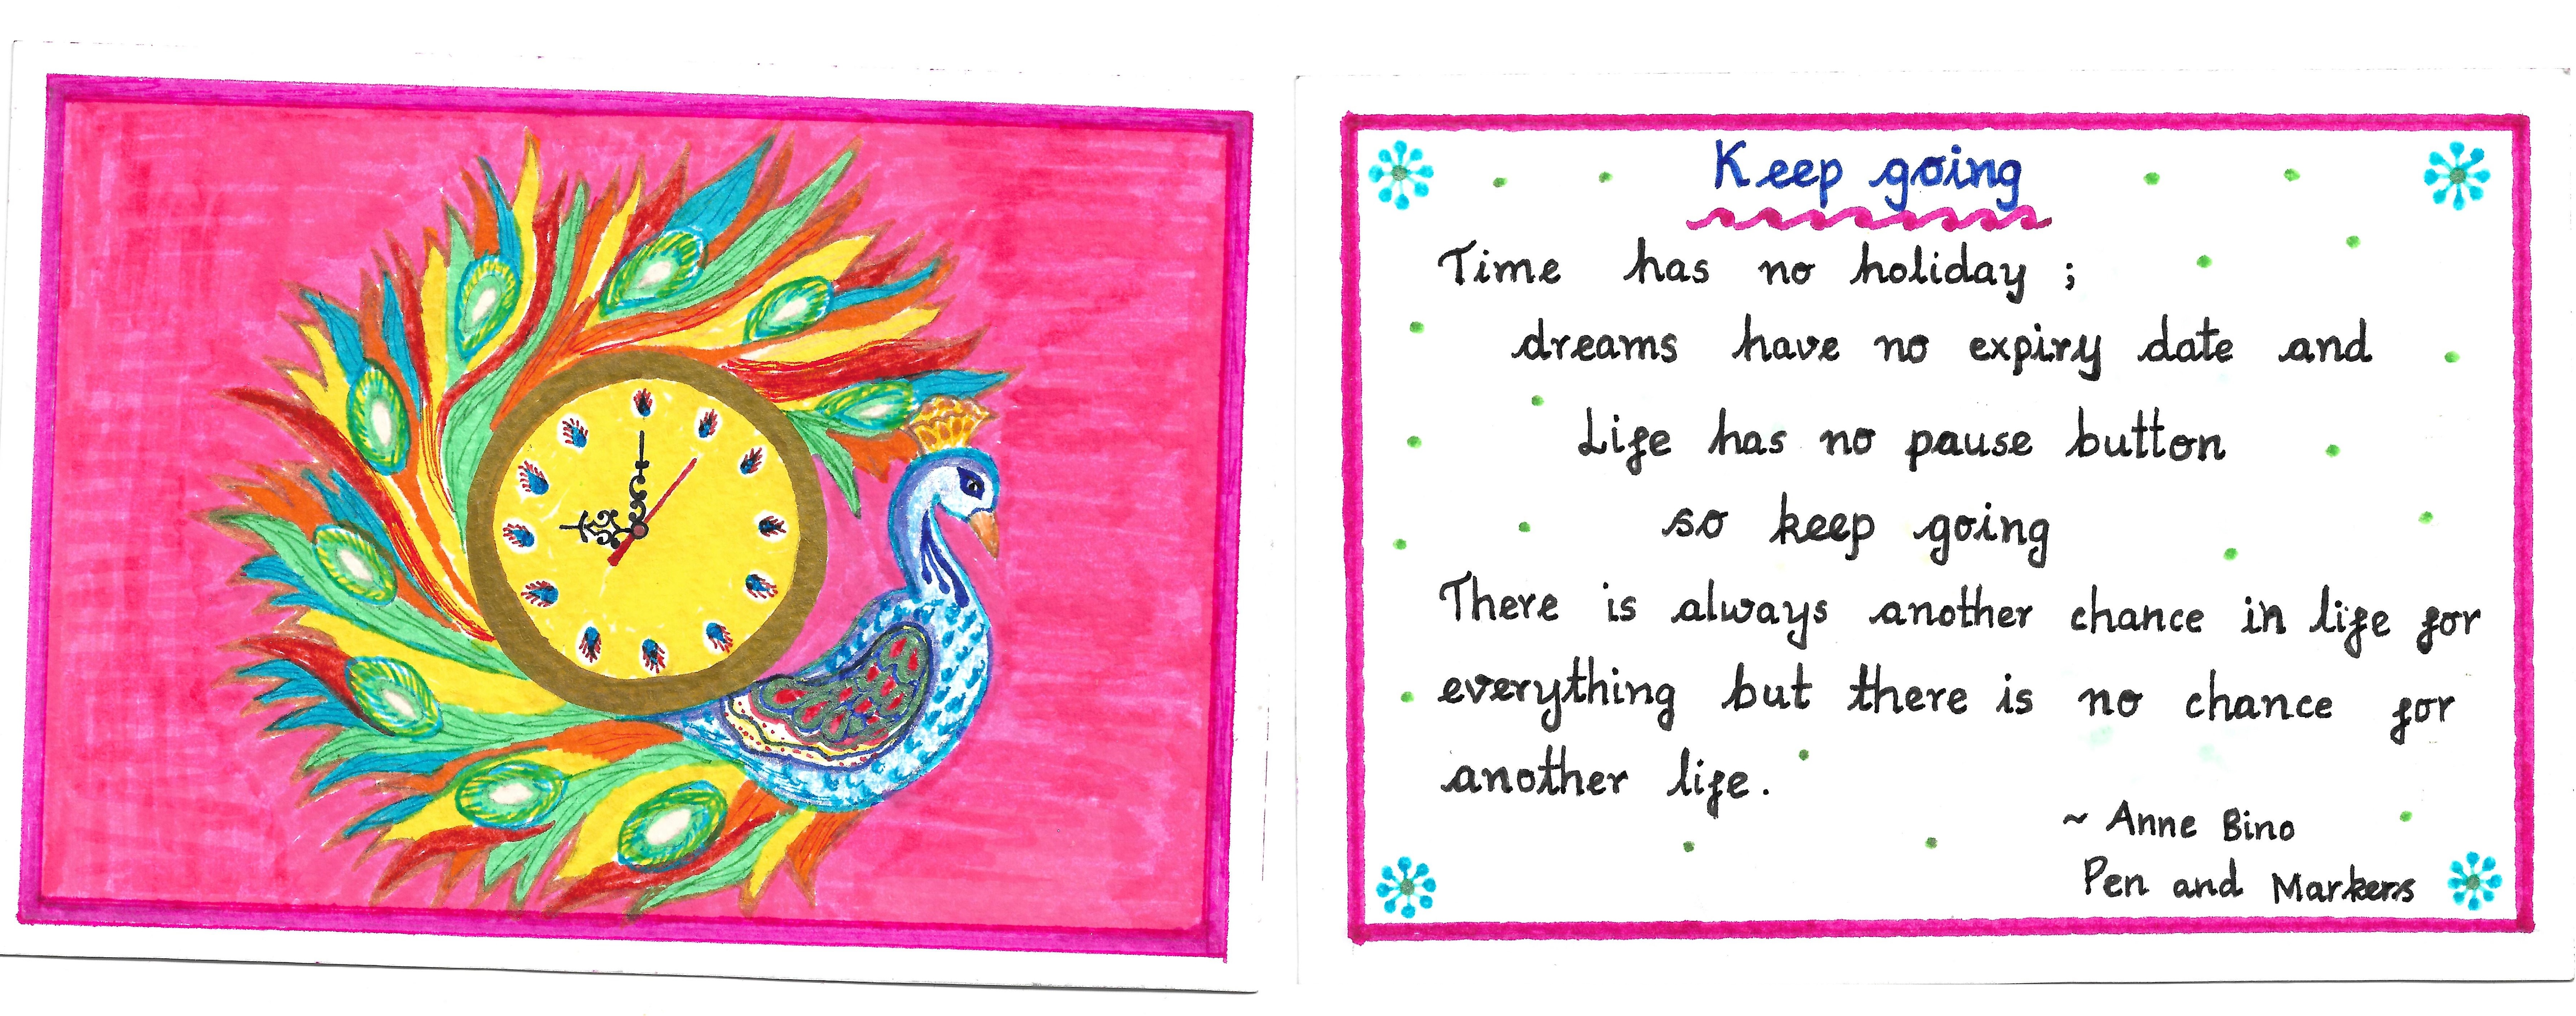 Keep going
Time has no holiday ;
dreams have no expiry date and
Life has no pause button
so keep going
There is always another chance in life for
everything but there is no chance for
another life.
~ Anne Bino
Pen and Markers